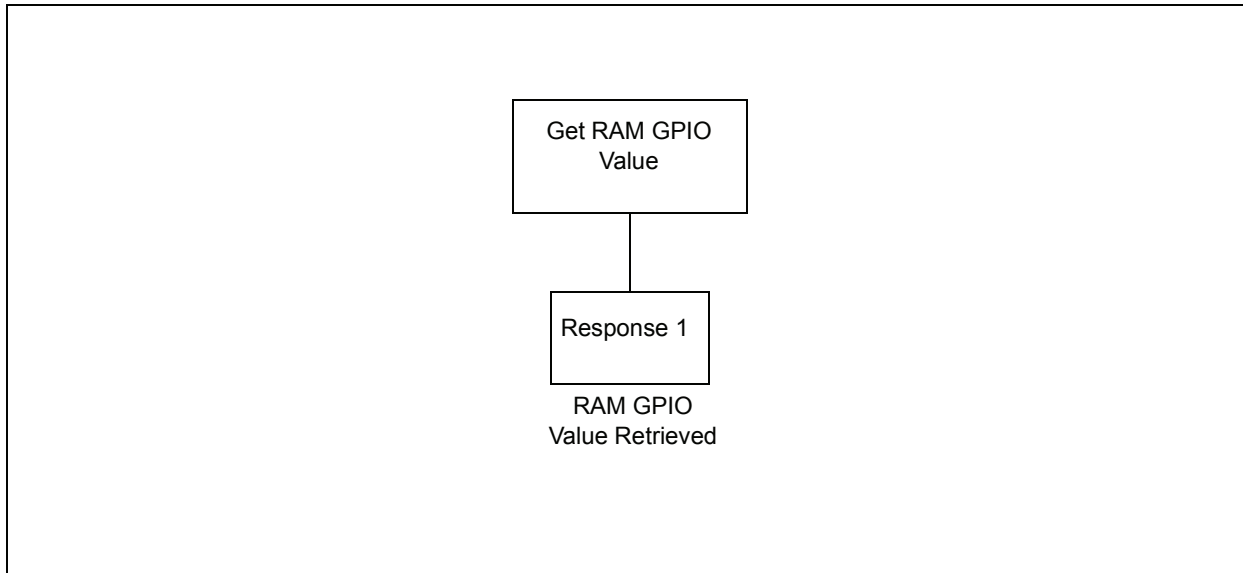 Get RAM GPIO
Value
Response 1
RAM GPIO
Value Retrieved